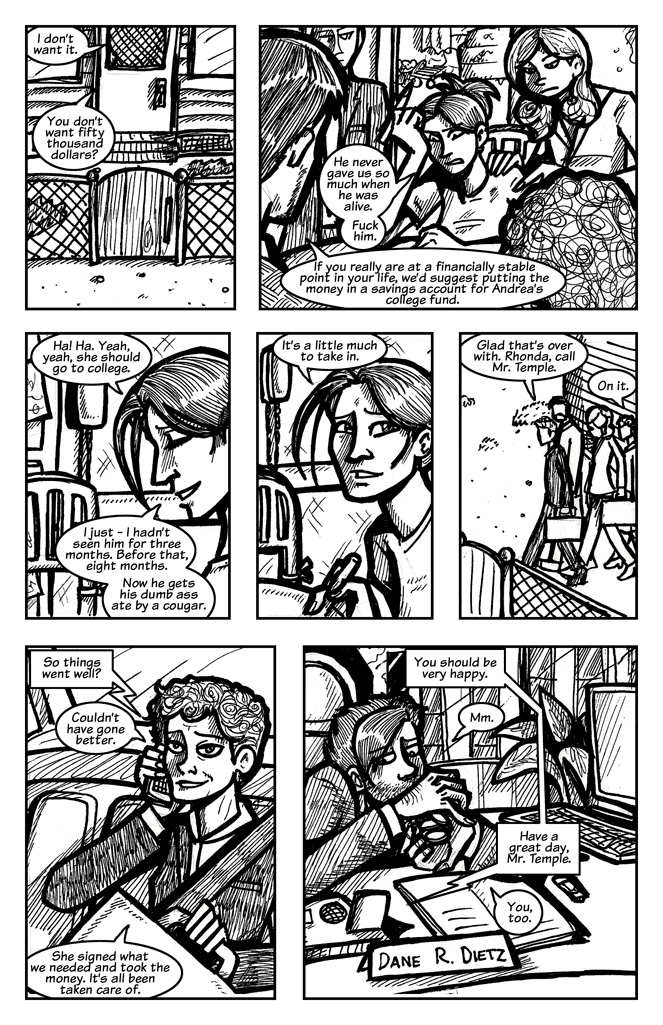 I don't
want it.
You don't
want fifty
thousand
dollars?
He never
gave us so
much when
he was
alive.
Fuck
him.
If you really are at a financially stable
point in your life, we'd suggest putting the
money in a savings account for Andrea's
college fund.
Ha! Ha. Yeah,
yeah, she should
go to college.
I just - I hadn't
seen him for three
months. Before that,
eight months.
Now he gets
his dumb ass
ate by a cougar.
It's a little much
to take in.
Glad that's over
with. Rhonda, call
Mr. Temple.
On it.
So things
went well?
Couldn't
have gone
better.
She signed what
we needed and took the
money. It's all been
taken care of.
You should be
very happy.
Mm.
Have a
great day,
Mr. Temple.
You,
too.
DANE R. DIETZ